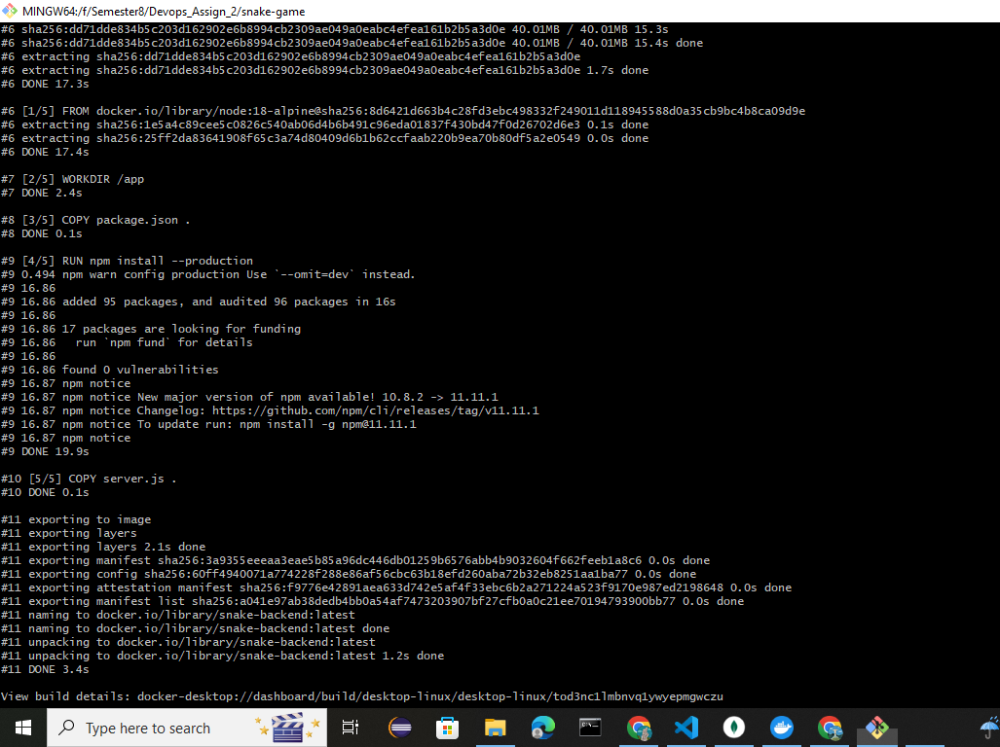 MINGW64:/f/Semester8/Devops_Assign_2/snake-game
#6 sha256:dd71dde834b5c203d162902e6b8994cb2309ae049a0eabc4efea161b2b5a3d0e 40.01MB / 40.01MB 15.3s
#6 sha256:dd71dde834b5c203d162902e6b8994cb2309ae049a0eabc4efea161b2b5a3d0e 40.01MB / 40.01MB 15.4s done
#6 extracting sha256:dd71dde834b5c203d162902e6b8994cb2309ae049a0eabc4efea161b2b5a3d0e
#6 extracting sha256:dd71dde834b5c203d162902e6b8994cb2309ae049a0eabc4efea161b2b5a3d0e 1.7s done
#6 DONE 17.3s
#6 [1/5] FROM docker.io/library/node:18-alpine@sha256:8d6421d663b4c28fd3ebc498332f249011d118945588d0a35cb9bc4b8ca09d9e
#6 extracting sha256:1e5a4c89cee5c0826c540ab06d4b6b491c96eda01837f430bd47f0d26702d6e3 0.1s done
#6 extracting sha256:25ff2da83641908f65c3a74d80409d6b1b62ccfaab220b9ea70b80df5a2e0549 0.0s done
#6 DONE 17.4s
#7 [2/5] WORKDIR /app
#7 DONE 2.4s
#8 [3/5] COPY package.json .
#8 DONE 0.1s
#9 [4/5] RUN npm install --production
#9 0.494 npm warn config production Use `--omit=dev` instead.
#9 16.86
#9 16.86 added 95 packages, and audited 96 packages in 16s
#9 16.86
#9 16.86 17 packages are looking for funding
#9 16.86   run `npm fund` for details
#9 16.86
#9 16.86 found 0 vulnerabilities
#9 16.87 npm notice
#9 16.87 npm notice New major version of npm available! 10.8.2 -> 11.11.1
#9 16.87 npm notice Changelog: https://github.com/npm/cli/releases/tag/v11.11.1
#9 16.87 npm notice To update run: npm install -g npm@11.11.1
#9 16.87 npm notice
#9 DONE 19.9s
#10 [5/5] COPY server.js .
#10 DONE 0.1s
#11 exporting to image
#11 exporting layers
#11 exporting layers 2.1s done
#11 exporting manifest sha256:3a9355eeeaa3eae5b85a96dc446db01259b6576abb4b9032604f662feeb1a8c6 0.0s done
#11 exporting config sha256:60ff4940071a774228f288e86af56cbc63b18efd260aba72b32eb8251aa1ba77 0.0s done
#11 exporting attestation manifest sha256:f9776e42891aea633d742e5af4f33ebc6b2a271224a523f9170e987ed2198648 0.0s done
#11 exporting manifest list sha256:a041e97ab38dedb4bb0a54af7473203907bf27cfb0a0c21ee70194793900bb77 0.0s done
#11 naming to docker.io/library/snake-backend:latest
#11 naming to docker.io/library/snake-backend:latest done
#11 unpacking to docker.io/library/snake-backend:latest
#11 unpacking to docker.io/library/snake-backend:latest 1.2s done
#11 DONE 3.4s
View build details: docker-desktop://dashboard/build/desktop-linux/desktop-linux/tod3nc1lmbnvq1ywyepmgwczu
Type here to search